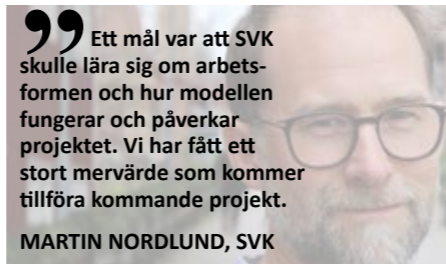 ”Ett mål var att SVK
skulle lära sig om arbets-
formen och hur modellen
fungerar och påverkar
projektet. Vi har fått ett
stort mervärde som kommer
tillföra kommande projekt.
MARTIN NORDLUND, SVK